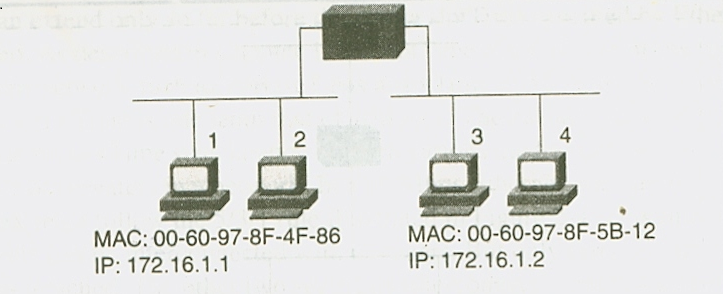 1
2
3
4
MAC: 00-60-97-8F-4F-86
IP: 172.16.1.1
MAC: 00-60-97-8F-5B-12
IP: 172.16.1.2